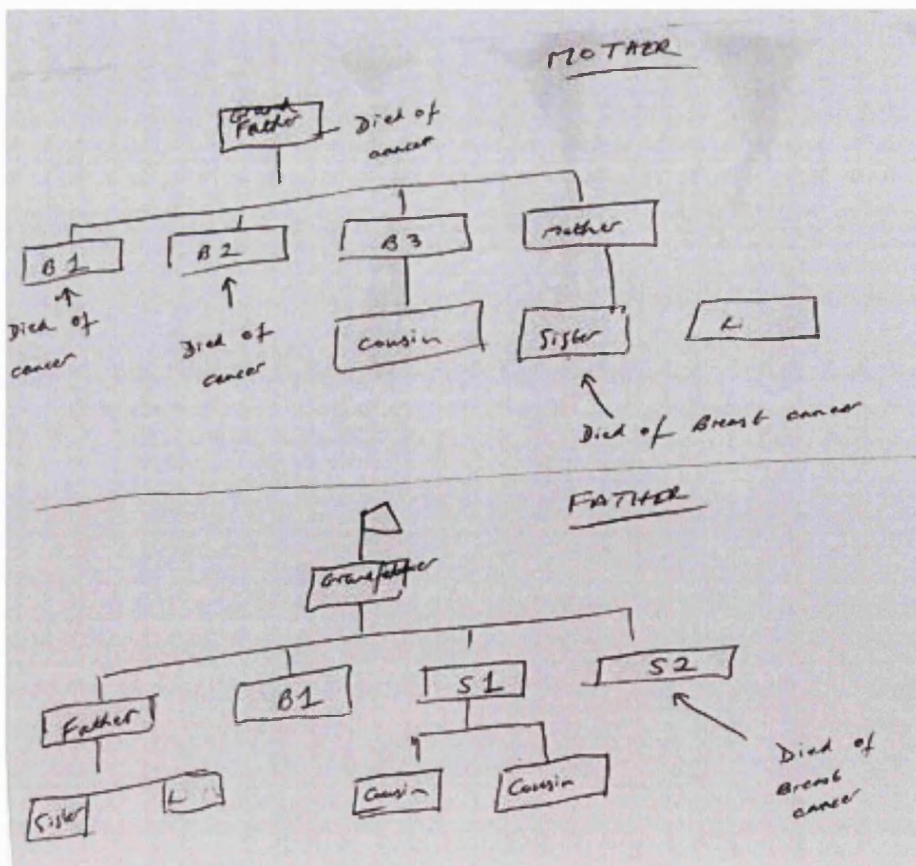 MOTHER
Grand
Father
Died of
cancer
B1
B2
B3
Mother
Died of
cancer
Died of
cancer
Cousin
Sister
Died of Breast cancer
FATHER
Grandfather
Father
B1
S1
S2
Sister
Cousin
Cousin
Died of
Breast
cancer